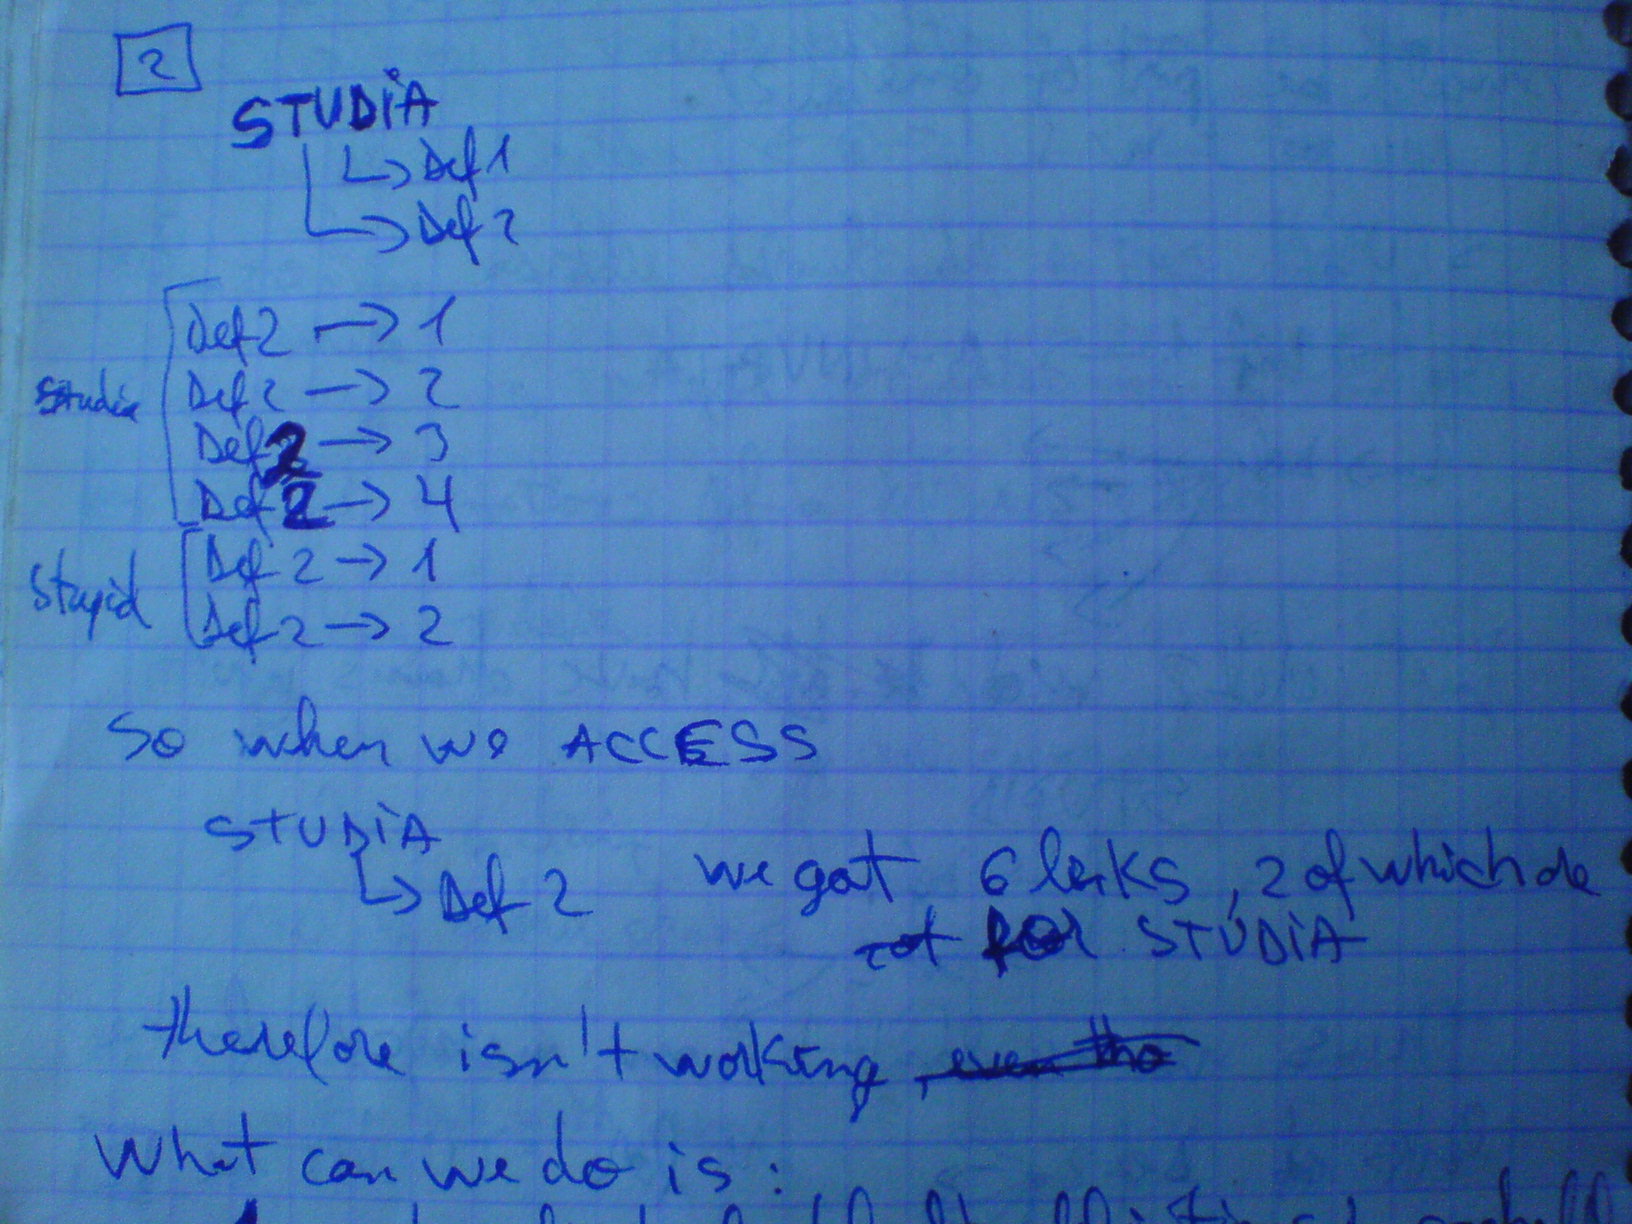 2
STUDiA
↳ Def 1
↳ Def 2
Def 2 → 1
Studia Def 2 → 2
Def 2 → 3
Def 2 → 4
Stupid Def 2 → 1
Def 2 → 2
So when we ACCESS
STUDiA
↳ Def 2 we got 6 links, 2 of which are
not FOR STUDiA
therefore isn't working, even tho
What can we do is: